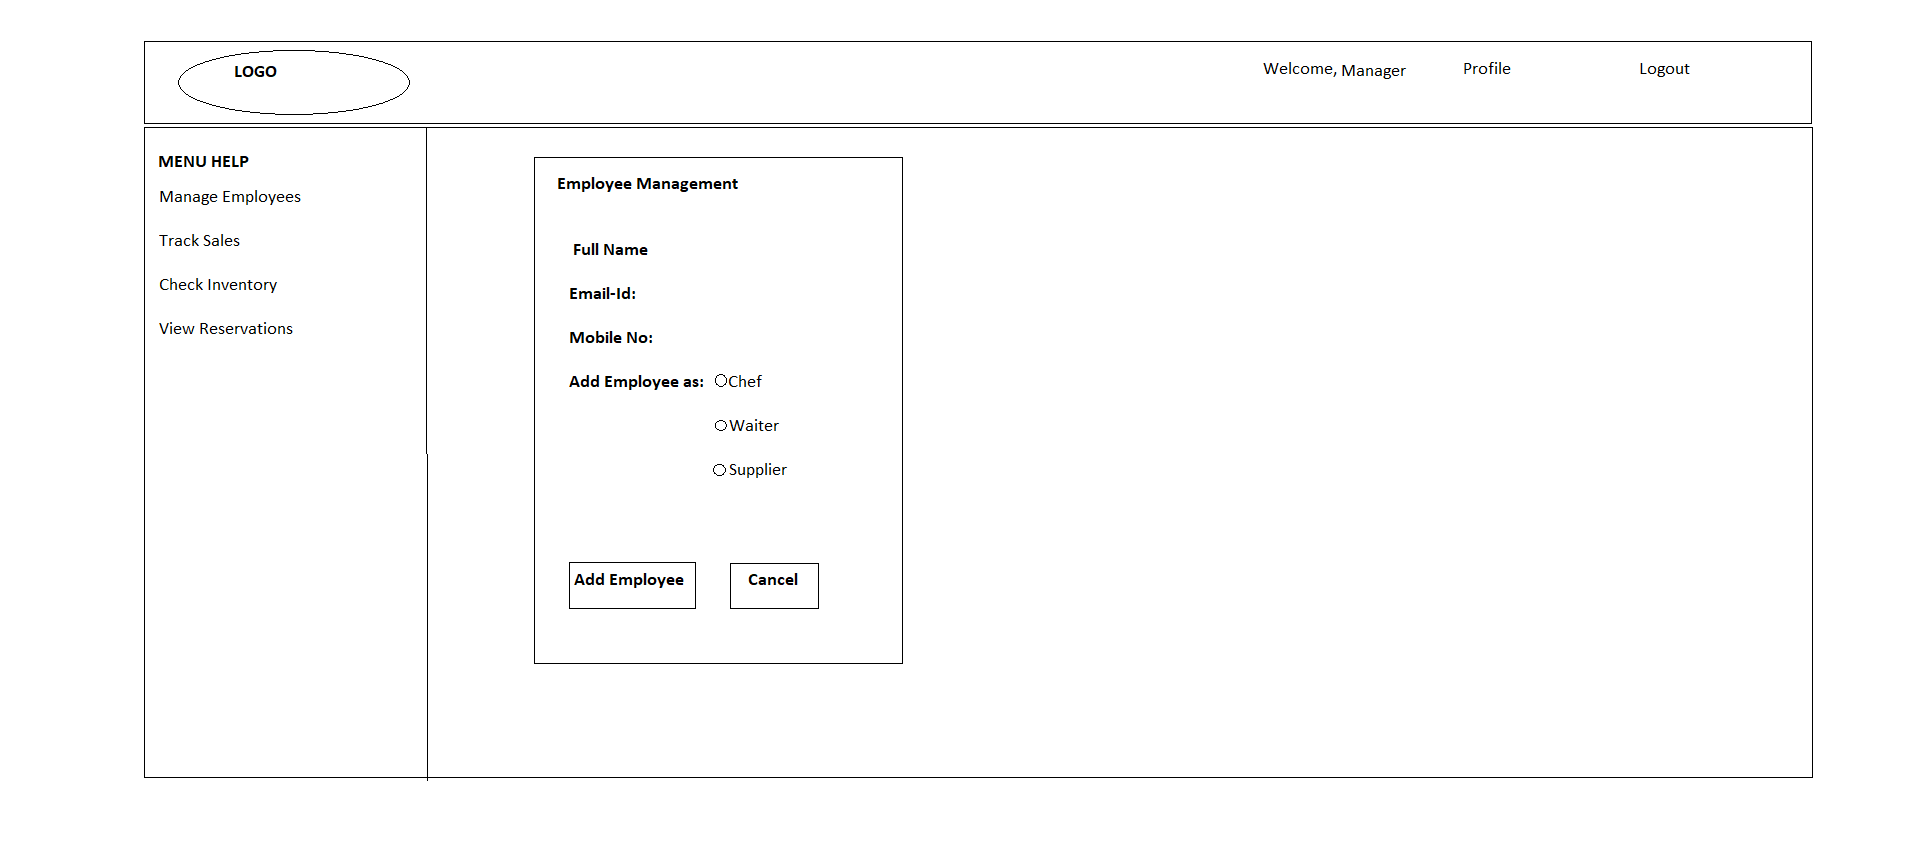 LOGO
Welcome, Manager
Profile
Logout
MENU HELP
Manage Employees
Track Sales
Check Inventory
View Reservations
Employee Management
Full Name
Email-Id:
Mobile No:
Add Employee as: Chef
Waiter
Supplier
Add Employee
Cancel